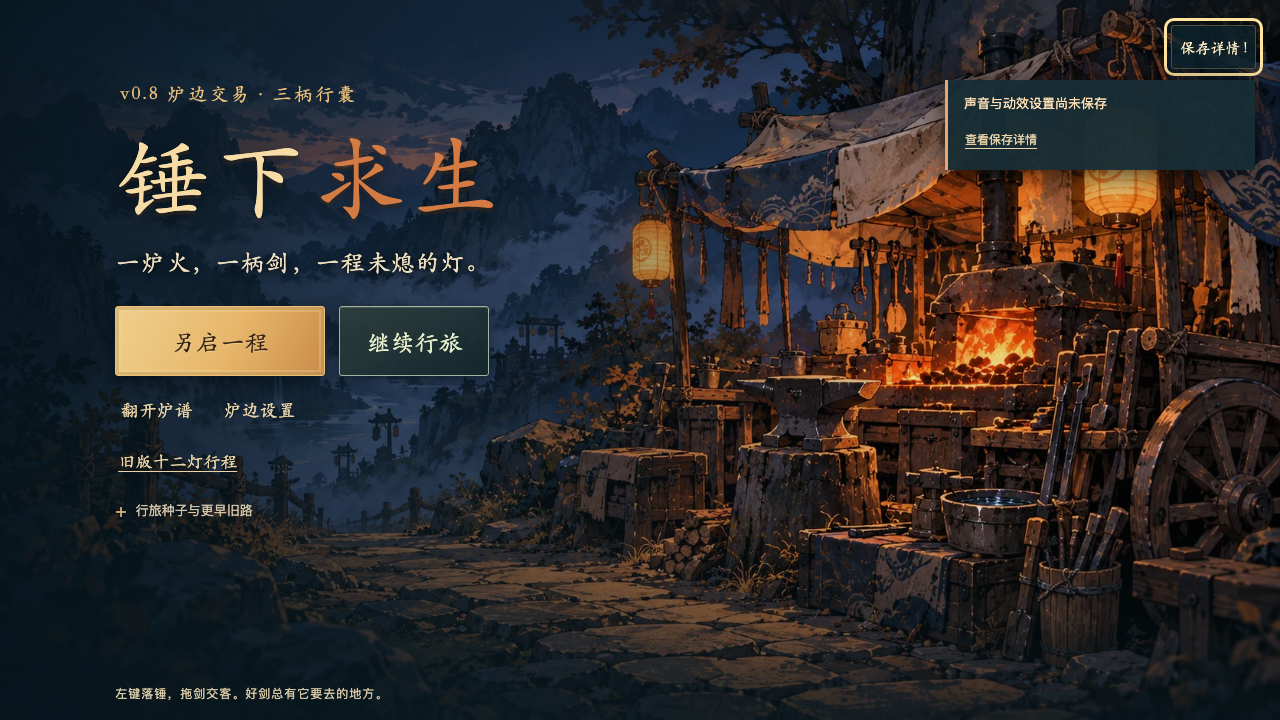 保存详情!
声音与动效设置尚未保存
查看保存详情
v0.8 炉边交易 · 三柄行囊
锤下求生
一炉火，一柄剑，一程未熄的灯。
另启一程
继续行旅
翻开炉谱
炉边设置
旧版十二灯行程
+ 行旅种子与更早旧路
左键落锤，拖剑交客。好剑总有它要去的地方。